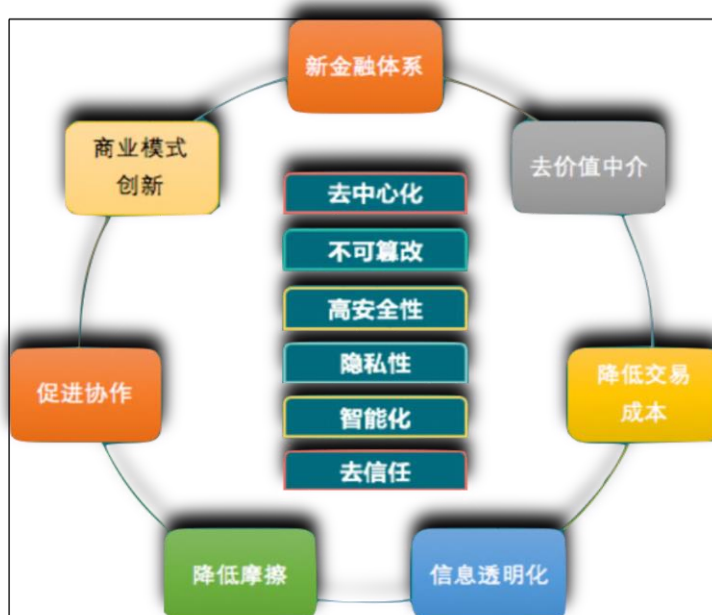 新金融体系
商业模式
创新
去价值中介
去中心化
不可篡改
高安全性
隐私性
智能化
去信任
促进协作
降低交易
成本
降低摩擦
信息透明化